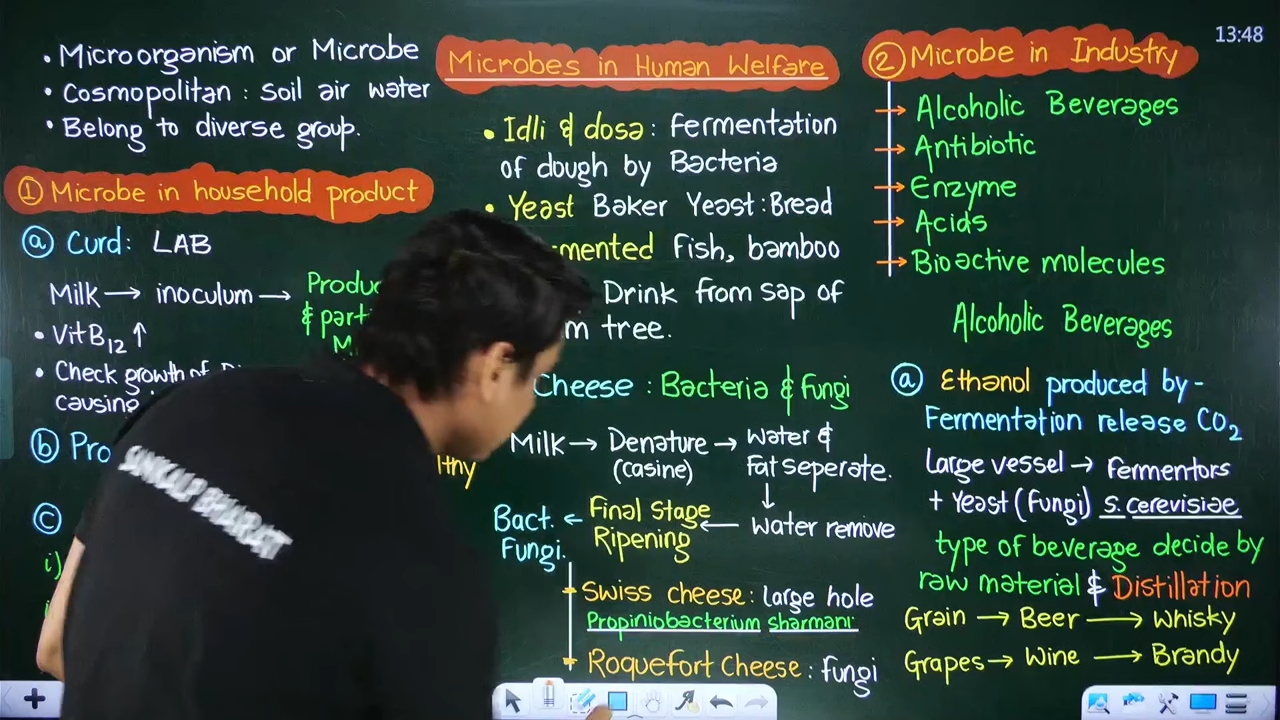 13:48
• Microorganism or Microbe
• Cosmopolitan : Soil air water
• Belong to diverse group.
① Microbe in household product
ⓐ Curd: LAB
Milk → inoculum →
& part
• Vit B12 ↑
• Check growth of
causing
ⓑ
lthy
ⓒ
i)
Microbes in Human Welfare
• Idli & dosa : Fermentation
of dough by Bacteria
• Yeast Baker Yeast : Bread
mented Fish, bamboo
Drink from sap of
m tree.
Cheese : Bacteria & Fungi
Milk → Denature → Water &
(casine) Fat seperate.
↓
Bact. ← Final Stage ← Water remove
Fungi. Ripening
Swiss cheese : large hole
Propiniobacterium sharmani
Roquefort Cheese : fungi
② Microbe in Industry
→ Alcoholic Beverages
→ Antibiotic
→ Enzyme
→ Acids
→ Bioactive molecules
Alcoholic Beverages
ⓐ Ethanol produced by -
Fermentation release CO2
Large vessel → Fermentors
+ Yeast (Fungi) S. cerevisiae
type of beverage decide by
raw material & Distillation
Grain → Beer → Whisky
Grapes → Wine → Brandy
BHARAT